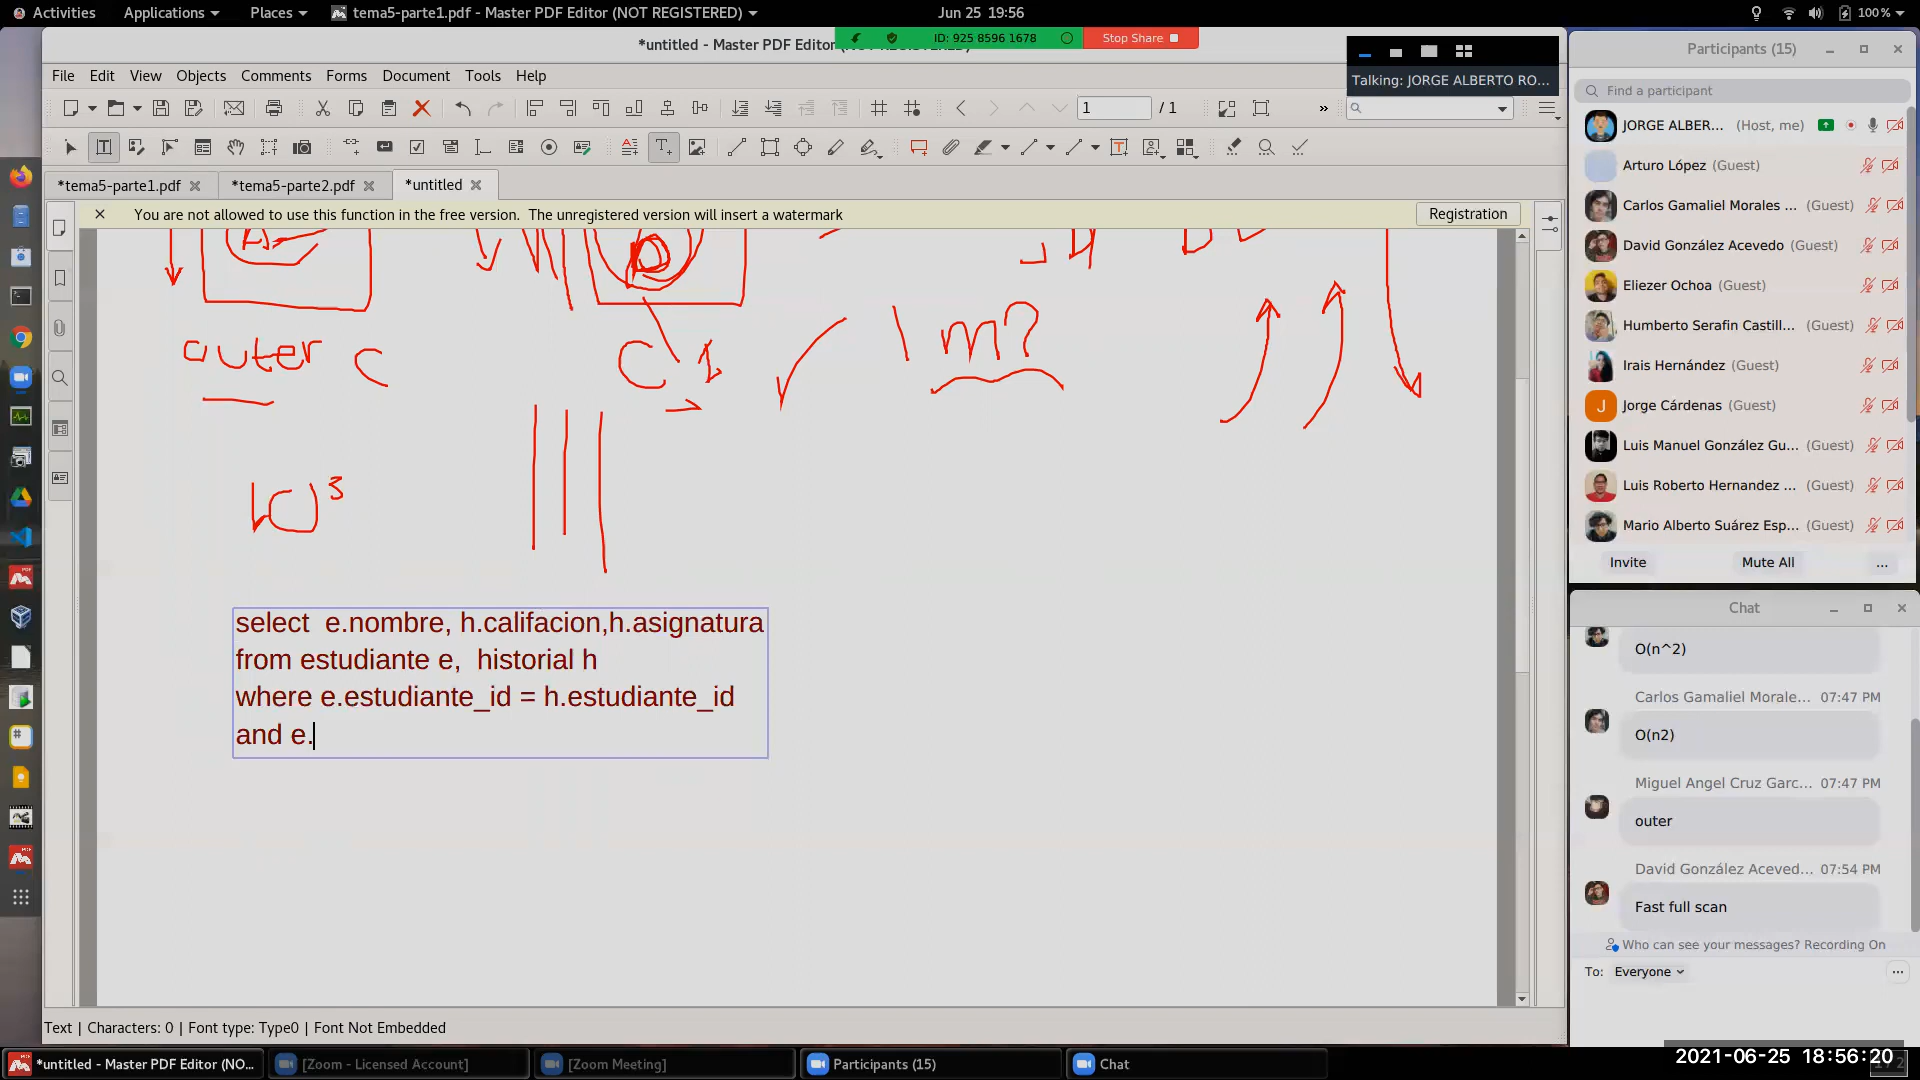 Activities
Applications
Places
tema5-parte1.pdf - Master PDF Editor (NOT REGISTERED)
Jun 25 19:56
100%
*untitled - Master PDF Editor
ID: 925 8596 1678
Stop Share
Talking: JORGE ALBERTO RO...
File Edit View Objects Comments Forms Document Tools Help
1 / 1
*tema5-parte1.pdf
*tema5-parte2.pdf
*untitled
You are not allowed to use this function in the free version. The unregistered version will insert a watermark
Registration
outer C
C 1
1 m?
10 3
select e.nombre, h.califacion,h.asignatura
from estudiante e, historial h
where e.estudiante_id = h.estudiante_id
and e.
Text | Characters: 0 | Font type: Type0 | Font Not Embedded
Participants (15)
Find a participant
JORGE ALBER... (Host, me)
Arturo López (Guest)
Carlos Gamaliel Morales ... (Guest)
David González Acevedo (Guest)
Eliezer Ochoa (Guest)
Humberto Serafin Castill... (Guest)
Irais Hernández (Guest)
J Jorge Cárdenas (Guest)
Luis Manuel González Gu... (Guest)
Luis Roberto Hernandez ... (Guest)
Mario Alberto Suárez Esp... (Guest)
Invite
Mute All
...
Chat
O(n^2)
Carlos Gamaliel Morale... 07:47 PM
O(n2)
Miguel Angel Cruz Garc... 07:47 PM
outer
David González Aceved... 07:54 PM
Fast full scan
Who can see your messages? Recording On
To: Everyone
*untitled - Master PDF Editor (NO...
[Zoom - Licensed Account]
[Zoom Meeting]
Participants (15)
Chat
2021-06-25 18:56:20